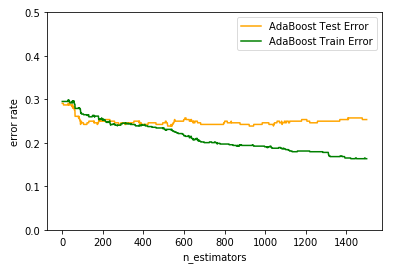 AdaBoost Test Error
AdaBoost Train Error
error rate
0.5
0.4
0.3
0.2
0.1
0.0
0 200 400 600 800 1000 1200 1400
n_estimators